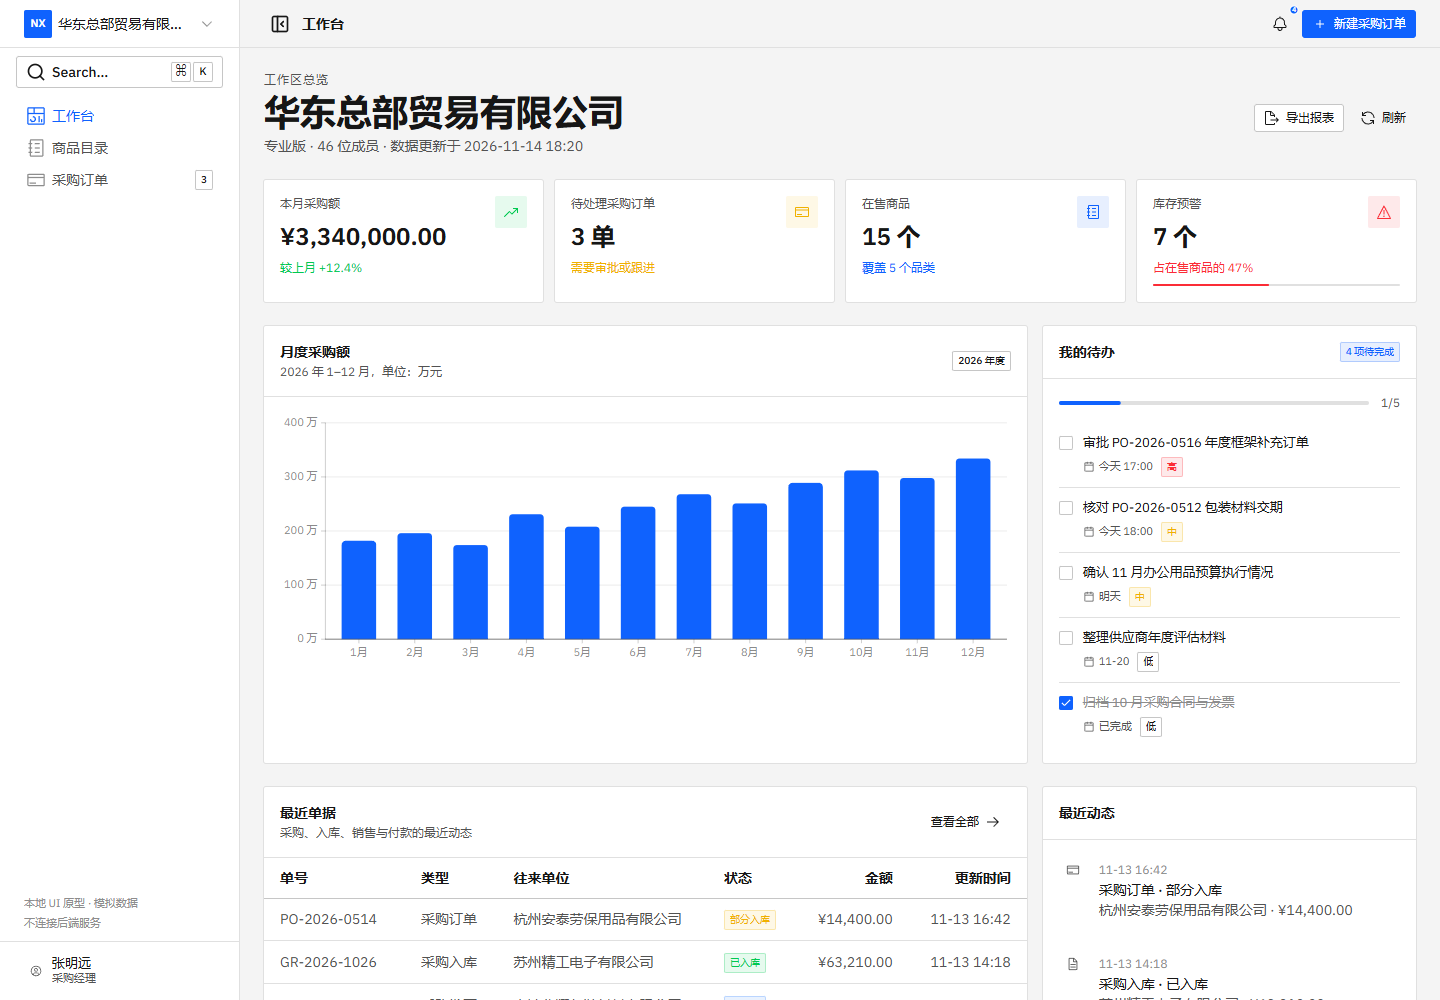 NX
华东总部贸易有限...
Search...
⌘ K
工作台
商品目录
采购订单 3
本地 UI 原型 · 模拟数据
不连接后端服务
张明远
采购经理
工作台
4
+ 新建采购订单
工作区总览
华东总部贸易有限公司
专业版 · 46 位成员 · 数据更新于 2026-11-14 18:20
导出报表
刷新
本月采购额
¥3,340,000.00
较上月 +12.4%
待处理采购订单
3 单
需要审批或跟进
在售商品
15 个
覆盖 5 个品类
库存预警
7 个
占在售商品的 47%
月度采购额
2026 年 1–12 月，单位：万元
2026 年度
400 万
300 万
200 万
100 万
0 万
1月 2月 3月 4月 5月 6月 7月 8月 9月 10月 11月 12月
我的待办
4 项待完成
1/5
审批 PO-2026-0516 年度框架补充订单
今天 17:00 高
核对 PO-2026-0512 包装材料交期
今天 18:00 中
确认 11 月办公用品预算执行情况
明天 中
整理供应商年度评估材料
11-20 低
归档 10 月采购合同与发票
已完成 低
最近单据
采购、入库、销售与付款的最近动态
查看全部
单号 类型 往来单位 状态 金额 更新时间
PO-2026-0514 采购订单 杭州安泰劳保用品有限公司 部分入库 ¥14,400.00 11-13 16:42
GR-2026-1026 采购入库 苏州精工电子有限公司 已入库 ¥63,210.00 11-13 14:18
最近动态
11-13 16:42
采购订单 · 部分入库
杭州安泰劳保用品有限公司 · ¥14,400.00
11-13 14:18
采购入库 · 已入库